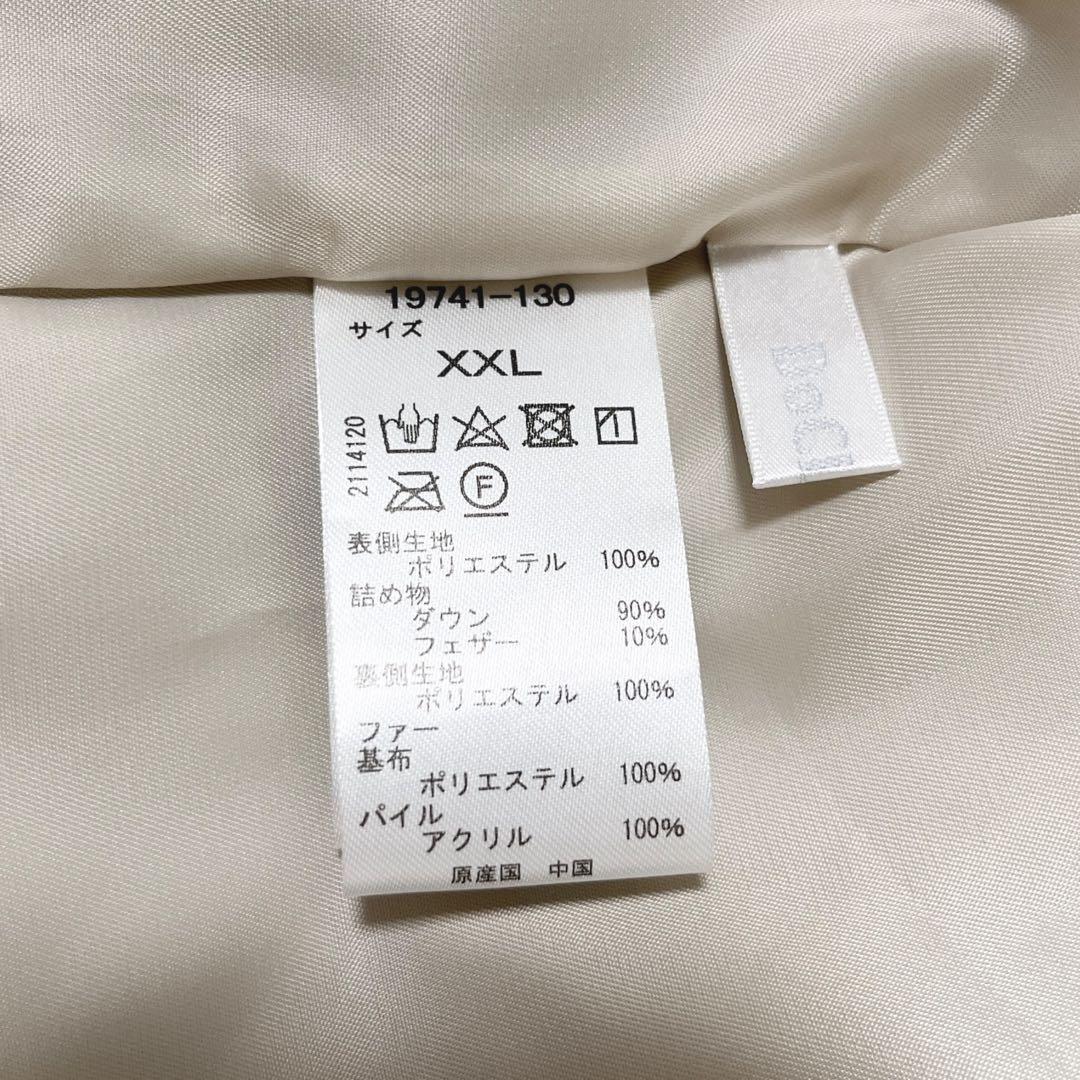 19741-130
サイズ
XXL
2114120
F
表側生地
ポリエステル 100%
詰め物
ダウン 90%
フェザー 10%
裏側生地
ポリエステル 100%
ファー
基布
ポリエステル 100%
パイル
アクリル 100%
原産国 中国